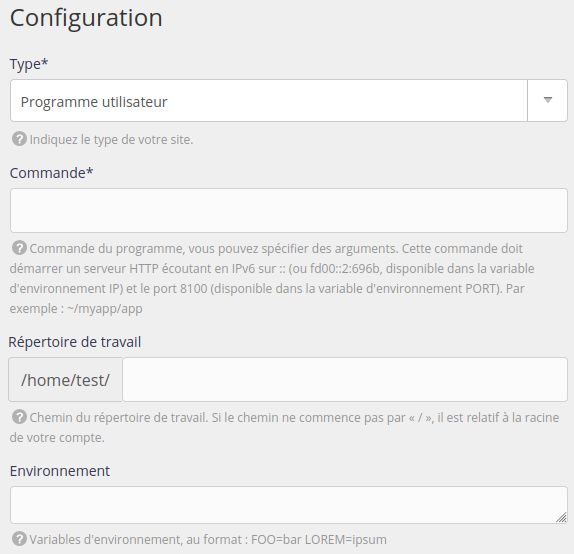 Configuration
Type*
Programme utilisateur
? Indiquez le type de votre site.
Commande*
? Commande du programme, vous pouvez spécifier des arguments. Cette commande doit
démarrer un serveur HTTP écoutant en IPv6 sur :: (ou fd00::2:696b, disponible dans la variable
d'environnement IP) et le port 8100 (disponible dans la variable d'environnement PORT). Par
exemple : ~/myapp/app
Répertoire de travail
/home/test/
? Chemin du répertoire de travail. Si le chemin ne commence pas par « / », il est relatif à la racine
de votre compte.
Environnement
? Variables d'environnement, au format : FOO=bar LOREM=ipsum